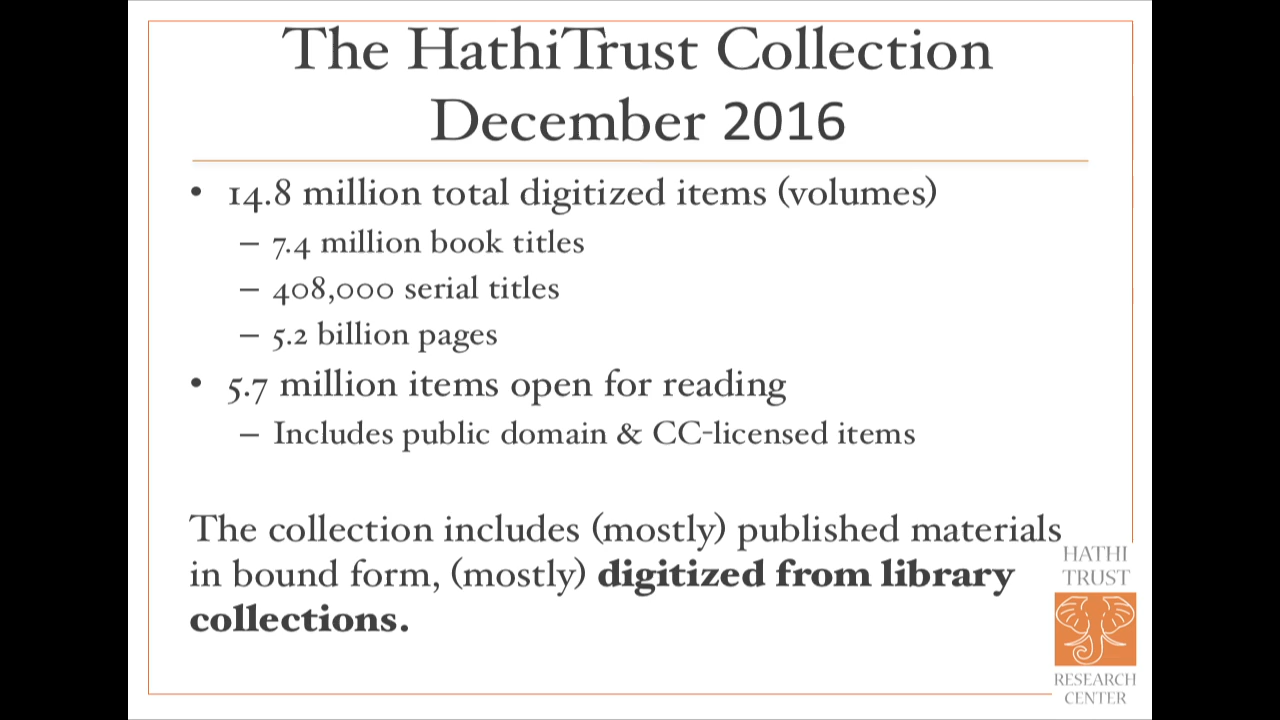 The HathiTrust Collection
December 2016
• 14.8 million total digitized items (volumes)
– 7.4 million book titles
– 408,000 serial titles
– 5.2 billion pages
• 5.7 million items open for reading
– Includes public domain & CC-licensed items
The collection includes (mostly) published materials
in bound form, (mostly) digitized from library
collections.
HATHI
TRUST
RESEARCH
CENTER